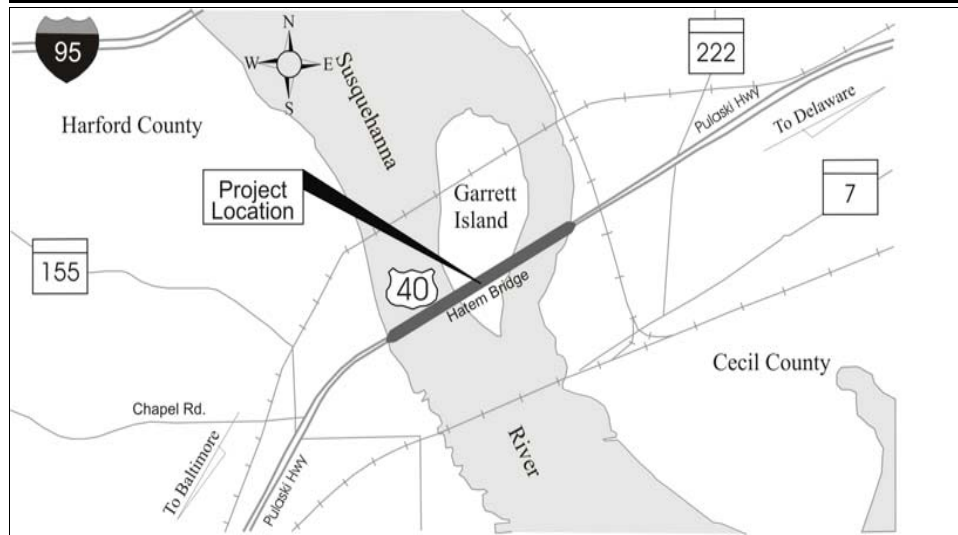 95
N
W
E
S
Susquehanna
222
Pulaski Hwy
To Delaware
Harford County
7
Project
Location
Garrett
Island
155
40
Hatem Bridge
Cecil County
Chapel Rd.
To Baltimore
Pulaski Hwy
River